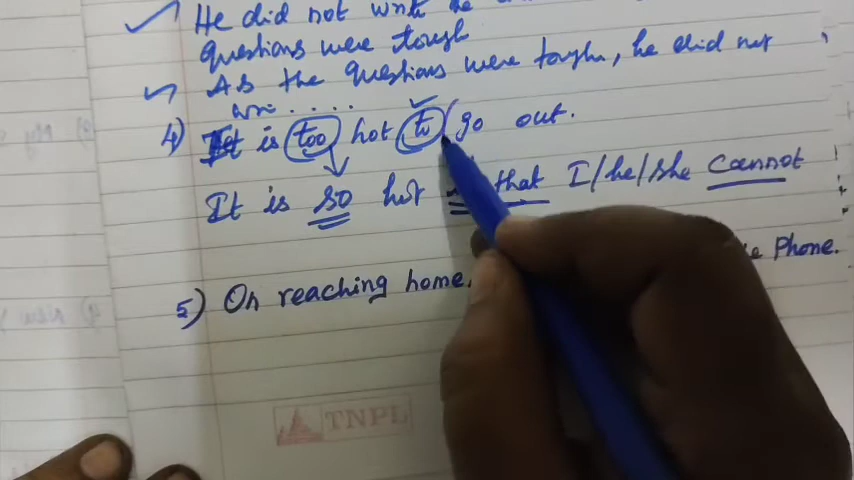 He did not write
questions were tough
As the questions were tough, he did not
wri ....
4) It is too hot to go out.
It is so hot that I/he/she cannot
5) On reaching home, Phone.
TNPL